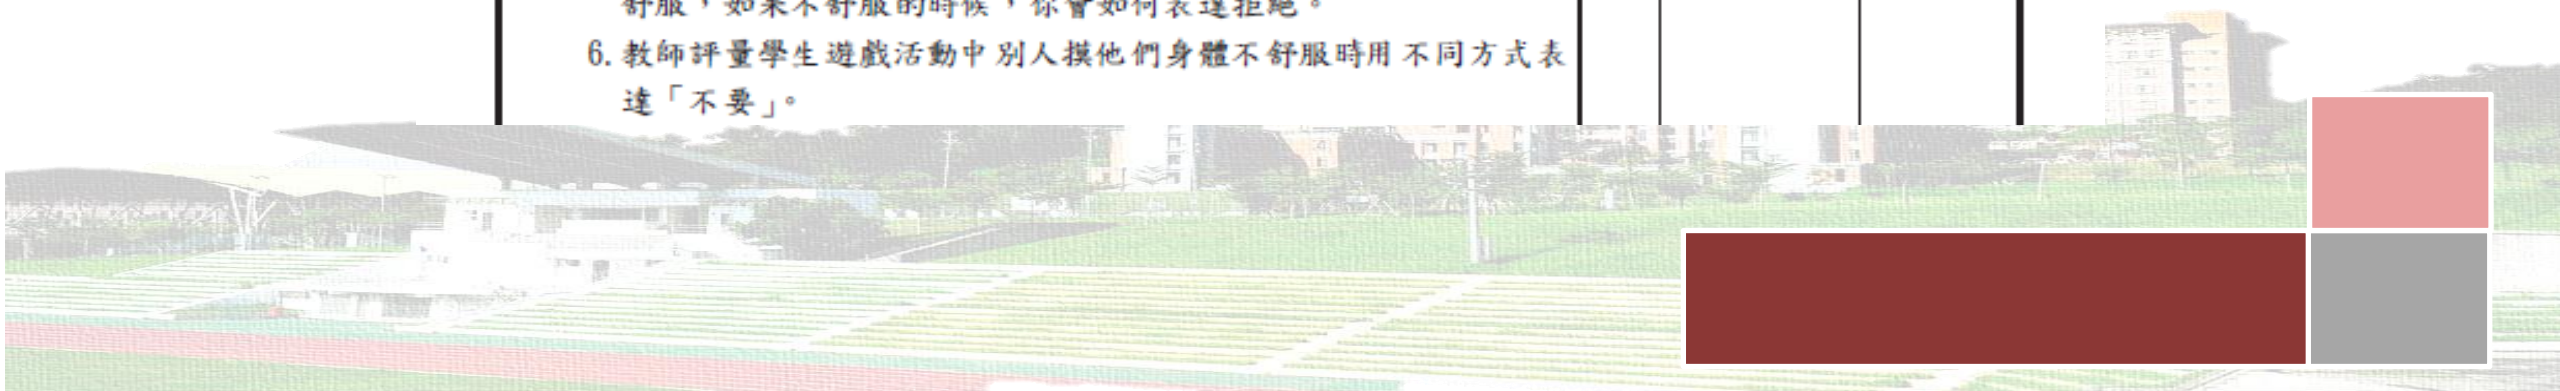 舒服，如果不舒服的時候，你會如何表達拒絕。
6. 教師評量學生遊戲活動中別人摸他們身體不舒服時用不同方式表
達「不要」。